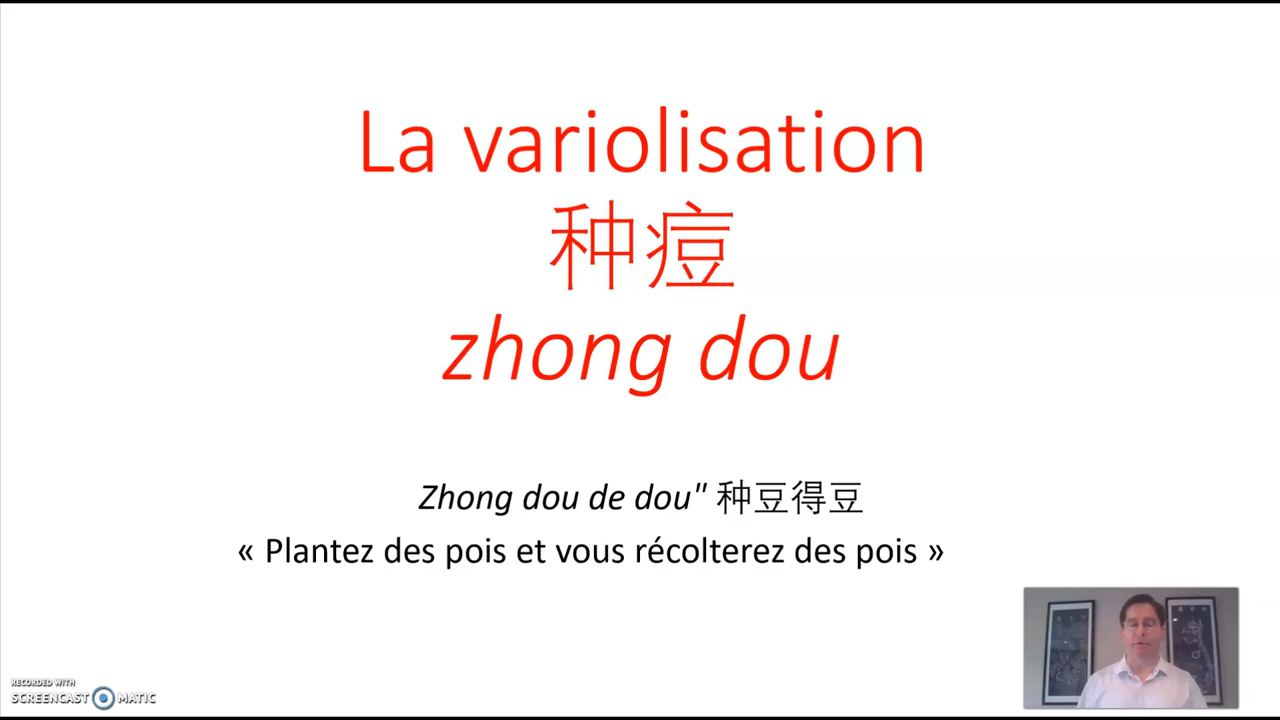 La variolisation
种痘
zhong dou
Zhong dou de dou" 种豆得豆
« Plantez des pois et vous récolterez des pois »
RECORDED WITH
SCREENCAST MATIC